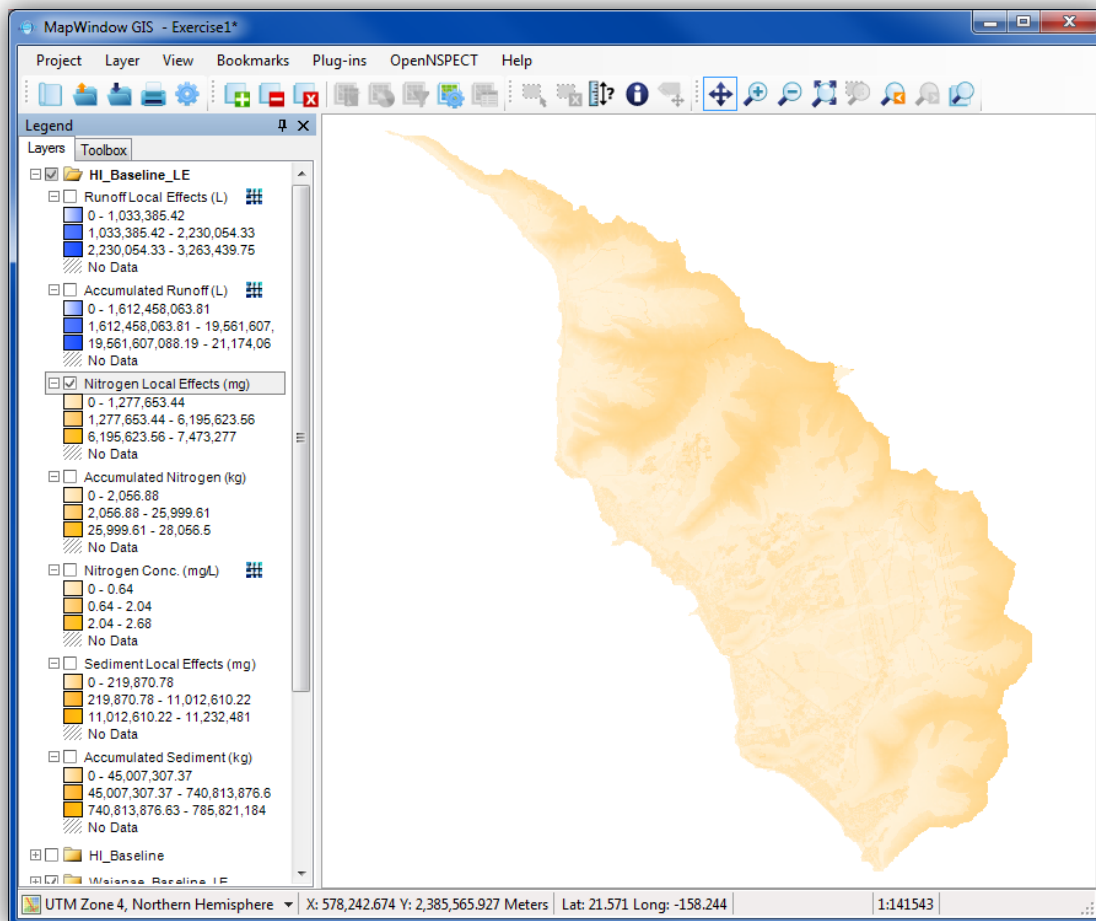 MapWindow GIS - Exercise1*
Project Layer View Bookmarks Plug-ins OpenNSPECT Help
Legend
Layers Toolbox
HI_Baseline_LE
Runoff Local Effects (L)
0 - 1,033,385.42
1,033,385.42 - 2,230,054.33
2,230,054.33 - 3,263,439.75
No Data
Accumulated Runoff (L)
0 - 1,612,458,063.81
1,612,458,063.81 - 19,561,607,
19,561,607,088.19 - 21,174,06
No Data
Nitrogen Local Effects (mg)
0 - 1,277,653.44
1,277,653.44 - 6,195,623.56
6,195,623.56 - 7,473,277
No Data
Accumulated Nitrogen (kg)
0 - 2,056.88
2,056.88 - 25,999.61
25,999.61 - 28,056.5
No Data
Nitrogen Conc. (mg/L)
0 - 0.64
0.64 - 2.04
2.04 - 2.68
No Data
Sediment Local Effects (mg)
0 - 219,870.78
219,870.78 - 11,012,610.22
11,012,610.22 - 11,232,481
No Data
Accumulated Sediment (kg)
0 - 45,007,307.37
45,007,307.37 - 740,813,876.6
740,813,876.63 - 785,821,184
No Data
HI_Baseline
Waianae_Baseline_LE
UTM Zone 4, Northern Hemisphere X: 578,242.674 Y: 2,385,565.927 Meters Lat: 21.571 Long: -158.244 1:141543